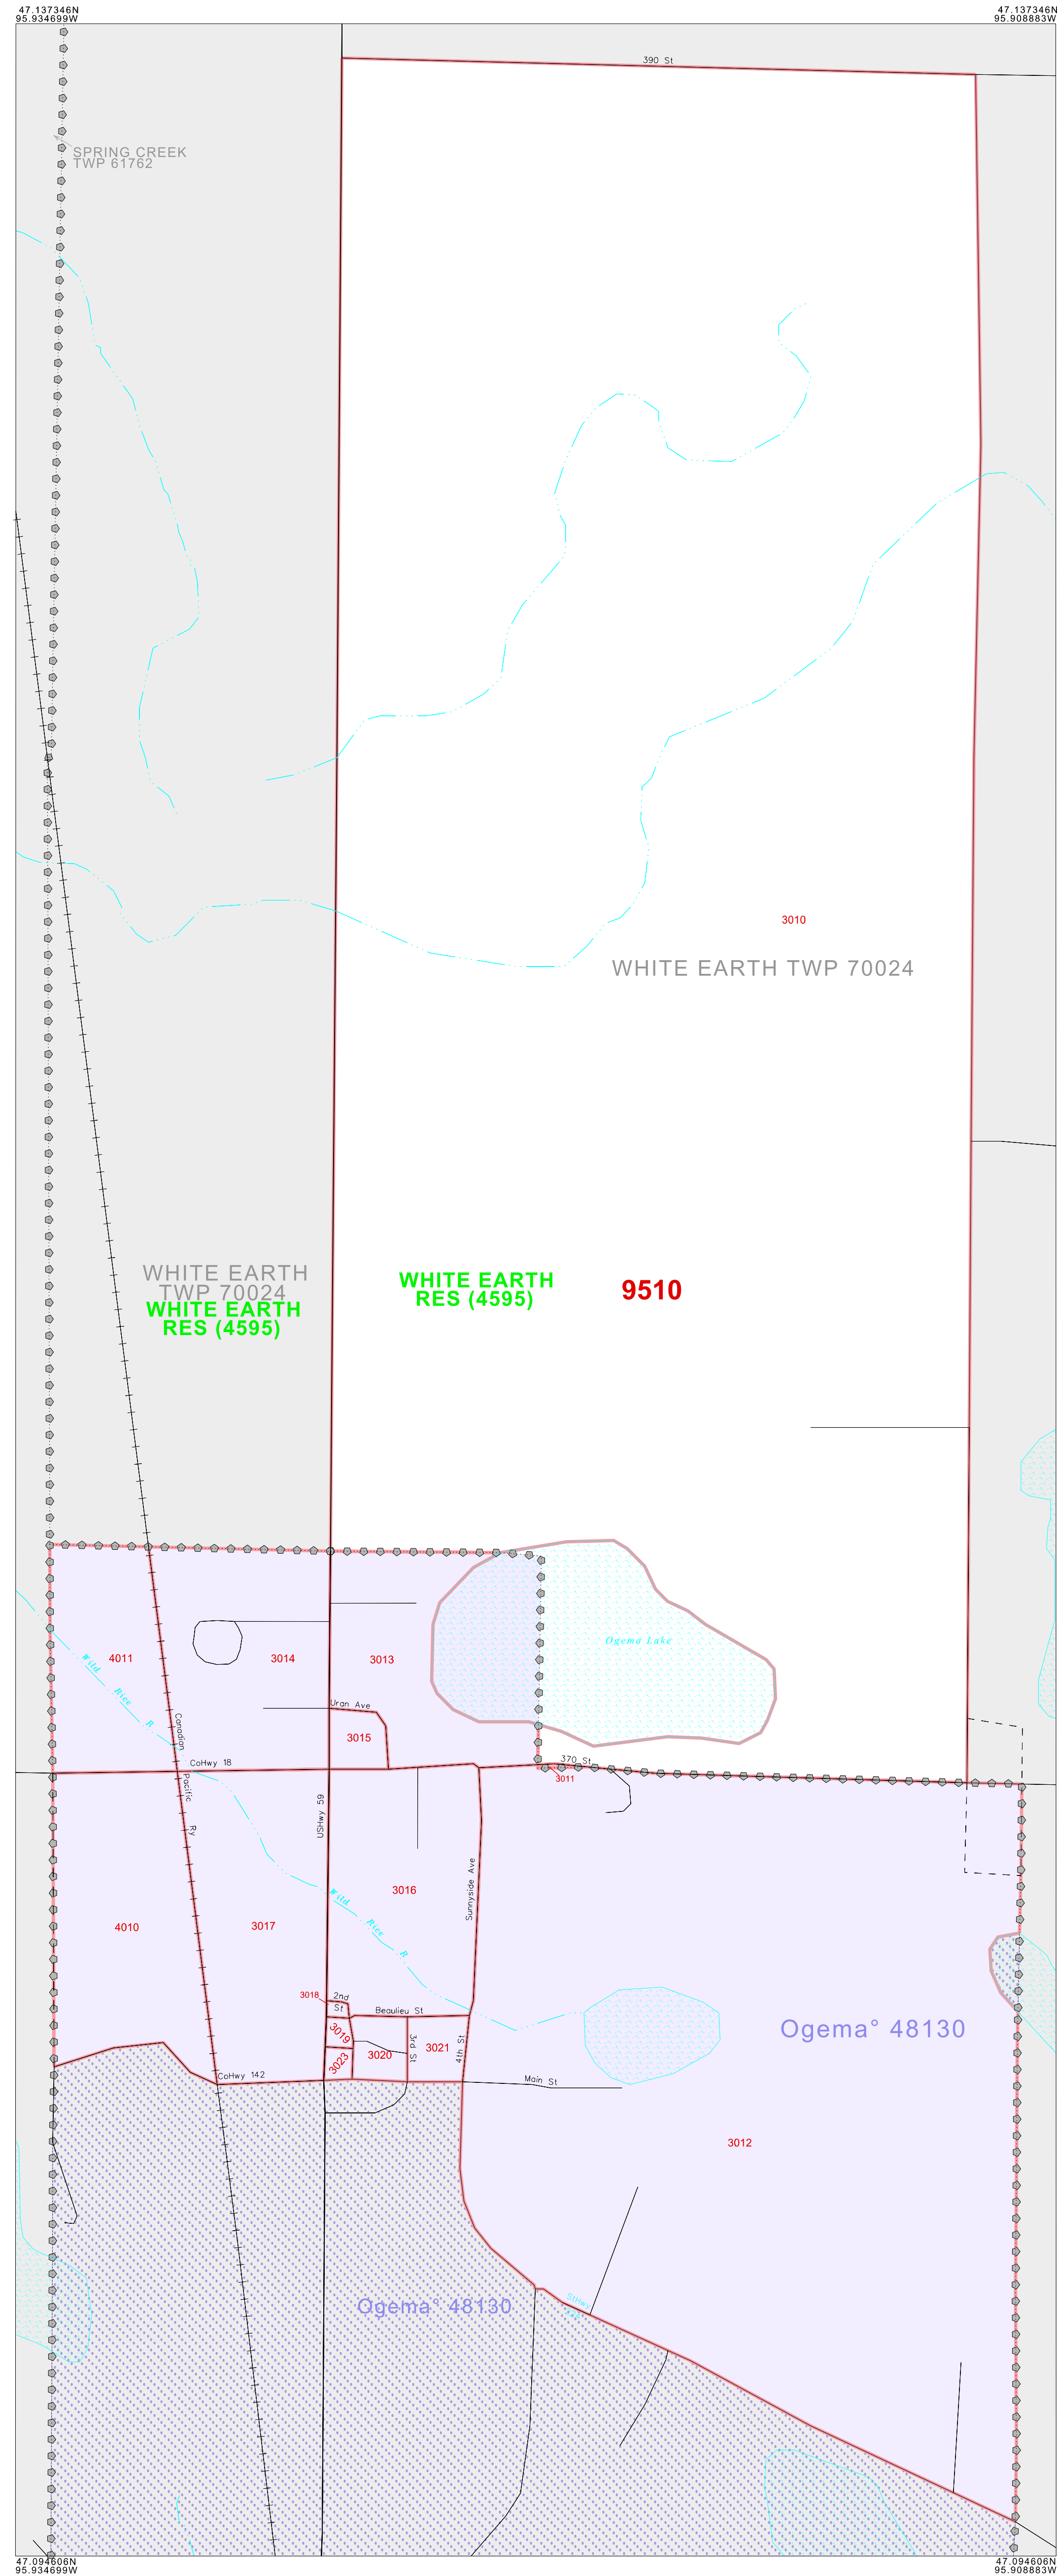 47.137346N
95.934699W
47.137346N
95.908883W
390 St
SPRING CREEK
TWP 61762
3010
WHITE EARTH TWP 70024
WHITE EARTH
TWP 70024
WHITE EARTH
RES (4595)
WHITE EARTH
RES (4595)
9510
Ogema Lake
4011
3014
3013
Wild
Rice
R
Canadian
Pacific
Ry
Uran Ave
3015
CoHwy 18
370 St
3011
USHwy 59
3016
Sunnyside Ave
4010
3017
Wild
Rice
R
3018
2nd
St
Beaulieu St
3019
3023
3020
3rd St
3021
4th St
Ogema° 48130
CoHwy 142
Main St
3012
Ogema° 48130
StHwy
47.094606N
95.934699W
47.094606N
95.908883W